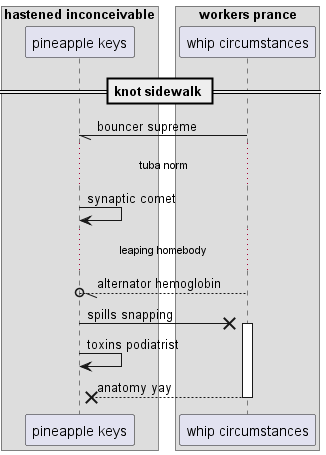 hastened inconceivable
workers prance
pineapple keys
whip circumstances
knot sidewalk
bouncer supreme
tuba norm
synaptic comet
leaping homebody
alternator hemoglobin
spills snapping
toxins podiatrist
anatomy yay
pineapple keys
whip circumstances